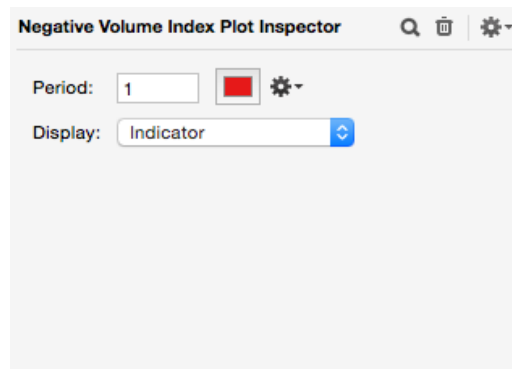 Negative Volume Index Plot Inspector
Period: 1
Display: Indicator